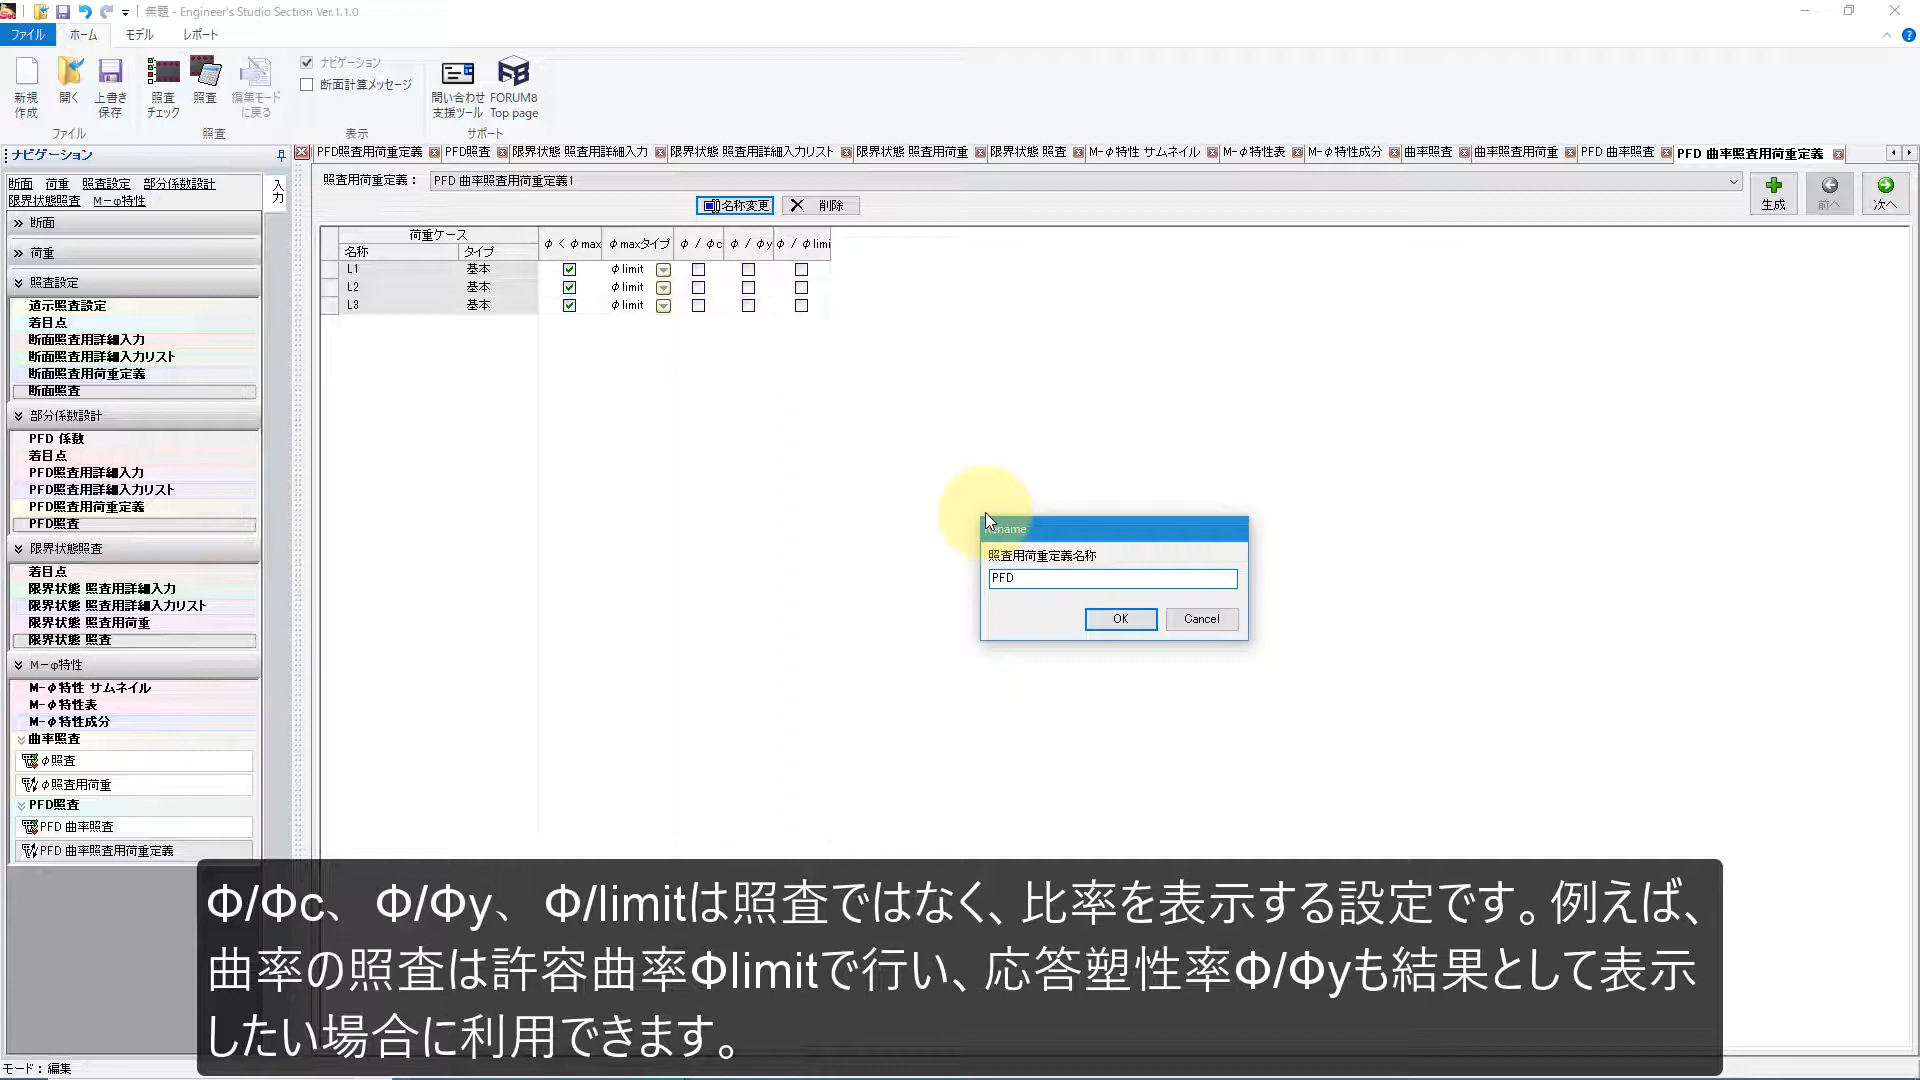 無題 - Engineer's Studio Section Ver.1.1.0
ファイル ホーム モデル レポート
新規作成 開く 上書き保存 照査チェック 照査 編集モードに戻る
ナビゲーション
断面計算メッセージ
問い合わせ支援ツール FORUM8 Top page
ファイル 照査 表示 サポート
ナビゲーション
断面 荷重 照査設定 部分係数設計
限界状態照査 M－φ特性
入力
断面
荷重
照査設定
道示照査設定
着目点
断面照査用詳細入力
断面照査用詳細入力リスト
断面照査用荷重定義
断面照査
部分係数設計
PFD 係数
着目点
PFD照査用詳細入力
PFD照査用詳細入力リスト
PFD照査用荷重定義
PFD照査
限界状態照査
着目点
限界状態 照査用詳細入力
限界状態 照査用詳細入力リスト
限界状態 照査用荷重
限界状態 照査
M－φ特性
M-φ特性 サムネイル
M-φ特性表
M-φ特性成分
曲率照査
φ照査
φ照査用荷重
PFD照査
PFD 曲率照査
PFD 曲率照査用荷重定義
PFD照査用荷重定義 PFD照査 限界状態 照査用詳細入力 限界状態 照査用詳細入力リスト 限界状態 照査用荷重 限界状態 照査 M-φ特性 サムネイル M-φ特性表 M-φ特性成分 曲率照査 曲率照査用荷重 PFD 曲率照査 PFD 曲率照査用荷重定義
照査用荷重定義： PFD 曲率照査用荷重定義1
名称変更 削除
生成 前へ 次へ
荷重ケース
名称 タイプ φ < φmax φmaxタイプ φ / φc φ / φy φ / φlimi
L1 基本 φlimit
L2 基本 φlimit
L3 基本 φlimit
Rename
照査用荷重定義名称
PFD
OK Cancel
Φ/Φc、Φ/Φy、Φ/limitは照査ではなく、比率を表示する設定です。例えば、
曲率の照査は許容曲率Φlimitで行い、応答塑性率Φ/Φyも結果として表示
したい場合に利用できます。
モード：編集